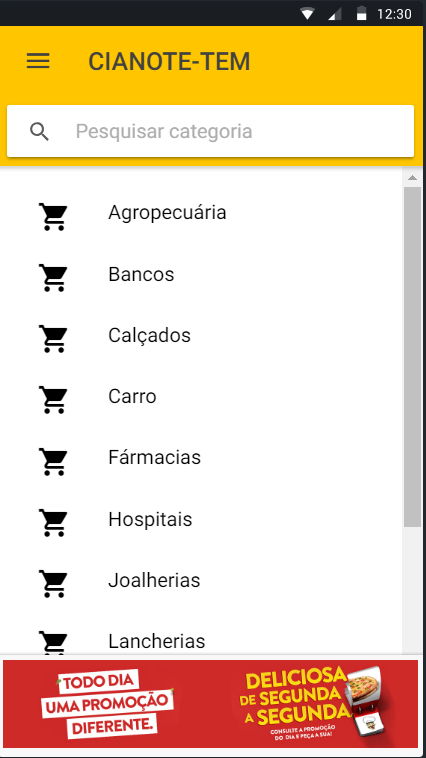 12:30
CIANOTE-TEM
Pesquisar categoria
Agropecuária
Bancos
Calçados
Carro
Fármacias
Hospitais
Joalherias
Lancherias
TODO DIA
UMA PROMOÇÃO
DIFERENTE.
DELICIOSA
DE SEGUNDA
A SEGUNDA
CONSULTE A PROMOÇÃO
DO DIA E PEÇA A SUA!